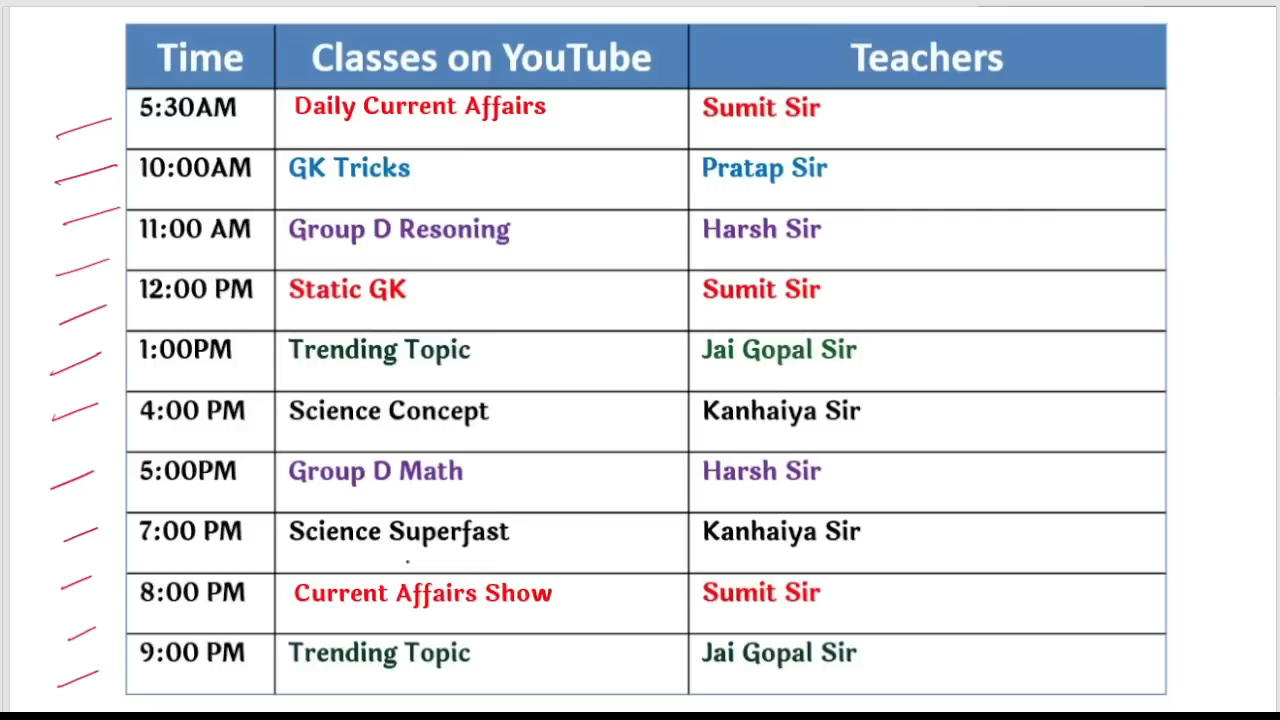 Time Classes on YouTube Teachers
5:30AM Daily Current Affairs Sumit Sir
10:00AM GK Tricks Pratap Sir
11:00 AM Group D Resoning Harsh Sir
12:00 PM Static GK Sumit Sir
1:00PM Trending Topic Jai Gopal Sir
4:00 PM Science Concept Kanhaiya Sir
5:00PM Group D Math Harsh Sir
7:00 PM Science Superfast Kanhaiya Sir
8:00 PM Current Affairs Show Sumit Sir
9:00 PM Trending Topic Jai Gopal Sir